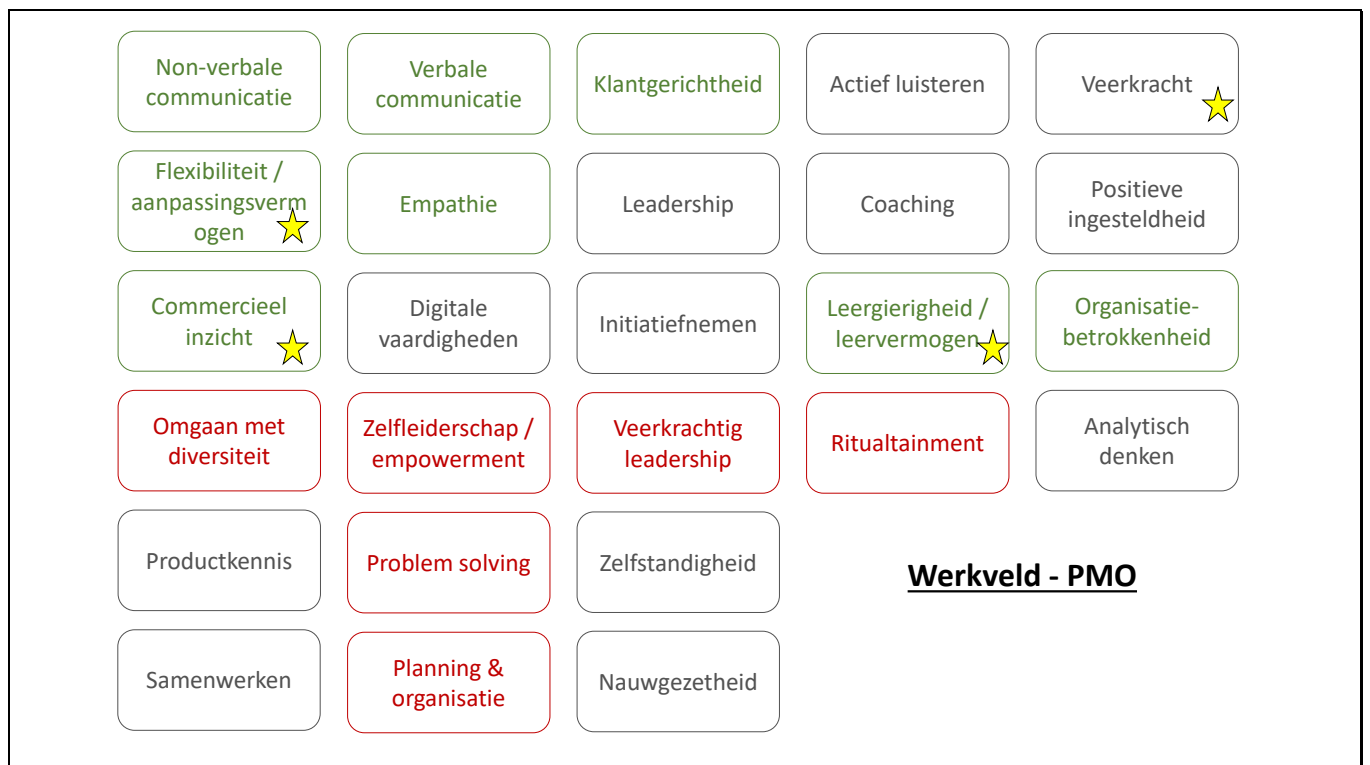 Non-verbale
communicatie
Verbale
communicatie
Klantgerichtheid
Actief luisteren
Veerkracht
Flexibiliteit /
aanpassingsverm
ogen
Empathie
Leadership
Coaching
Positieve
ingesteldheid
Commercieel
inzicht
Digitale
vaardigheden
Initiatiefnemen
Leergierigheid /
leervermogen
Organisatie-
betrokkenheid
Omgaan met
diversiteit
Zelfleiderschap /
empowerment
Veerkrachtig
leadership
Ritualtainment
Analytisch
denken
Productkennis
Problem solving
Zelfstandigheid
Werkveld - PMO
Samenwerken
Planning &
organisatie
Nauwgezetheid